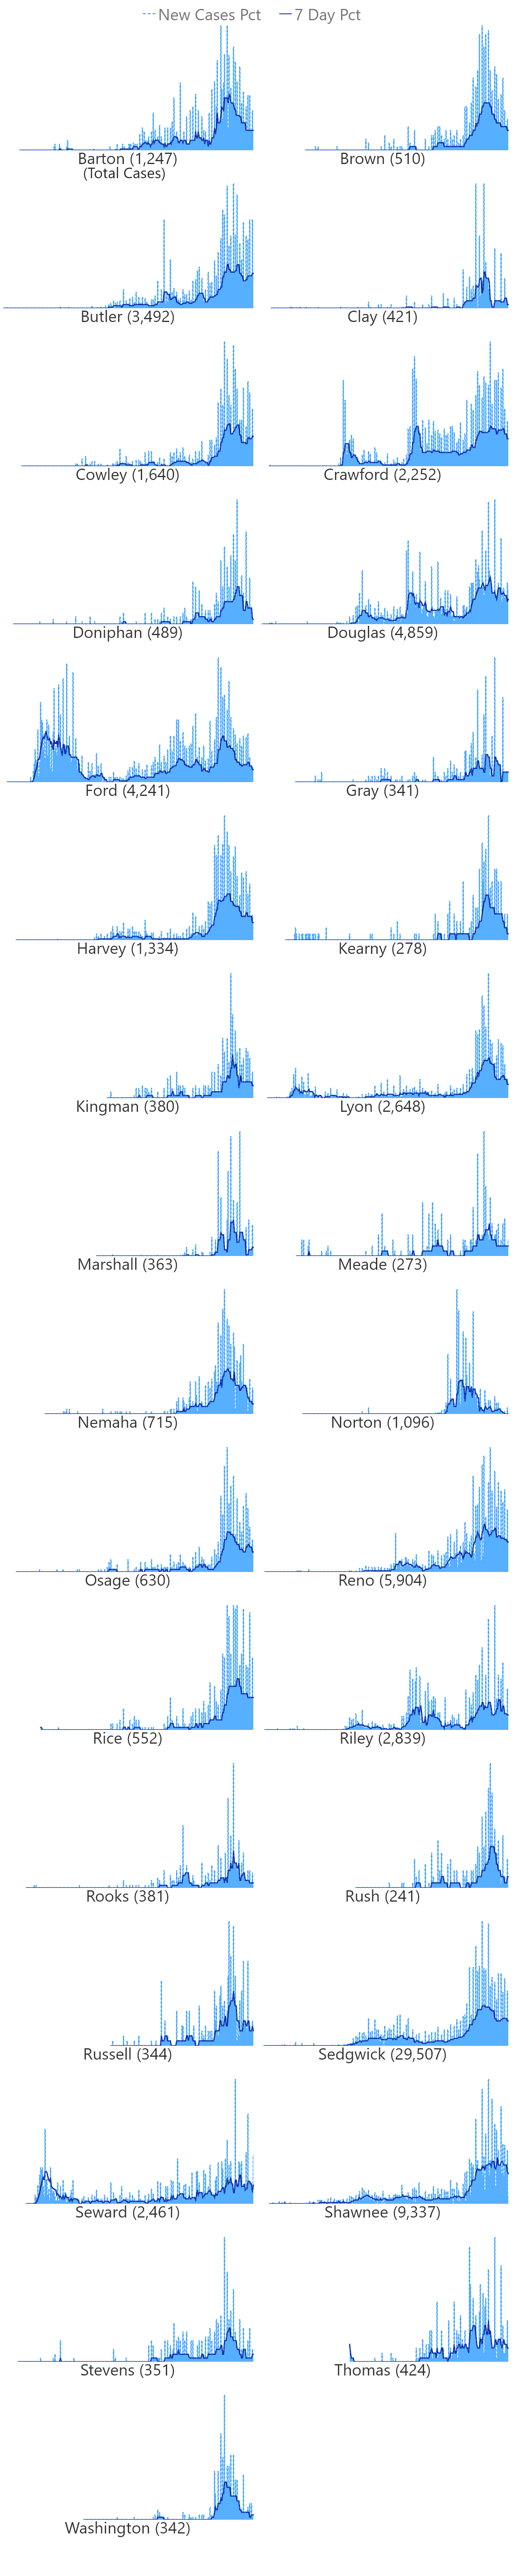 New Cases Pct 7 Day Pct
Barton (1,247) Brown (510)
(Total Cases)
Butler (3,492) Clay (421)
Cowley (1,640) Crawford (2,252)
Doniphan (489) Douglas (4,859)
Ford (4,241) Gray (341)
Harvey (1,334) Kearny (278)
Kingman (380) Lyon (2,648)
Marshall (363) Meade (273)
Nemaha (715) Norton (1,096)
Osage (630) Reno (5,904)
Rice (552) Riley (2,839)
Rooks (381) Rush (241)
Russell (344) Sedgwick (29,507)
Seward (2,461) Shawnee (9,337)
Stevens (351) Thomas (424)
Washington (342)